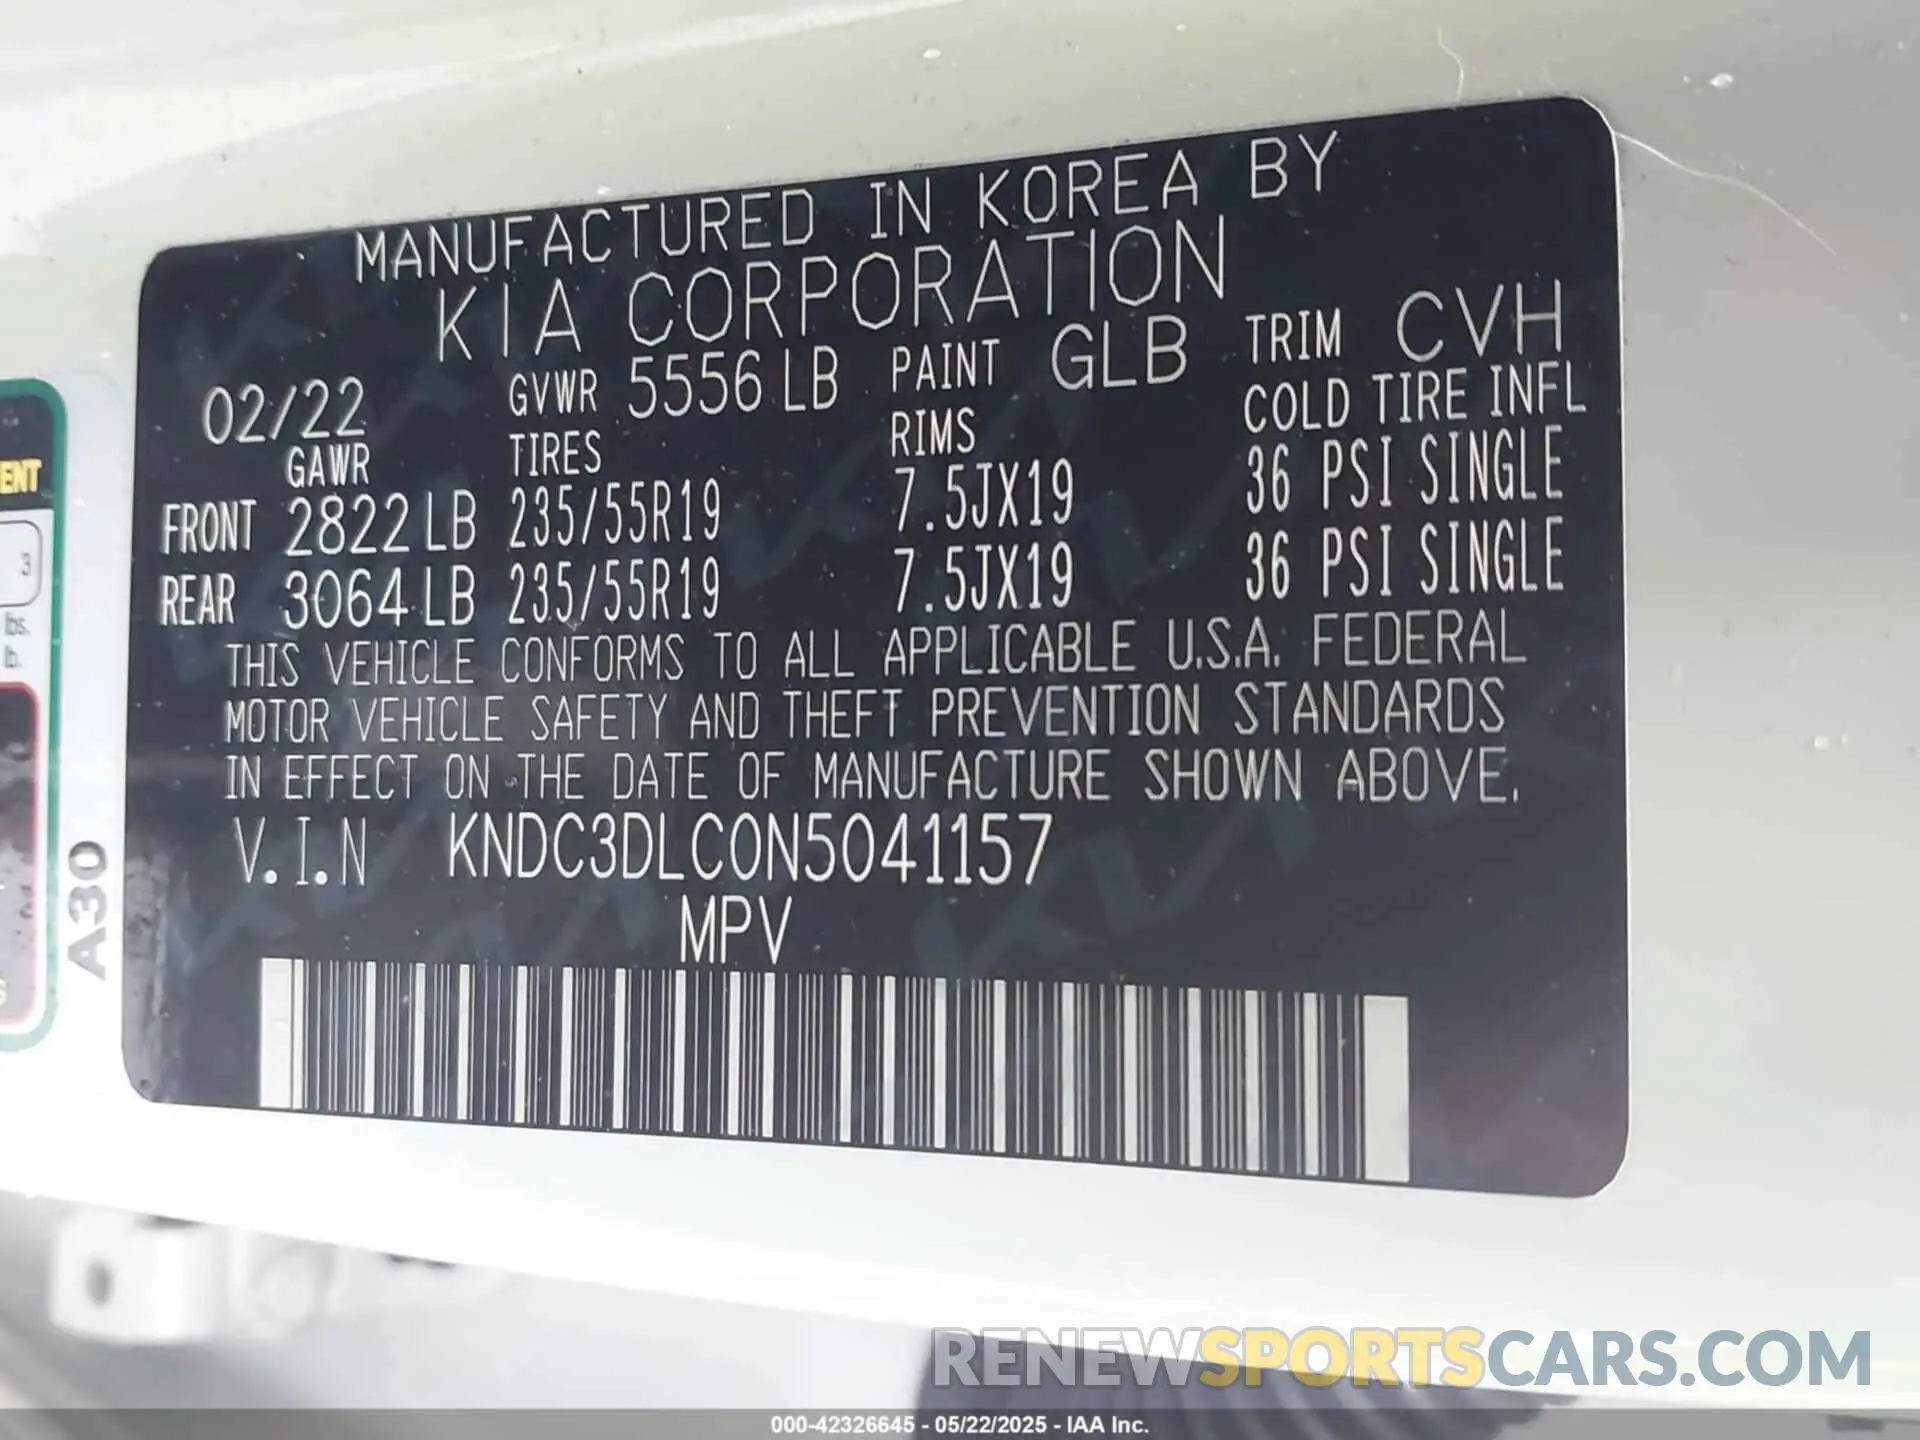 MANUFACTURED IN KOREA BY
KIA CORPORATION
02/22 GVWR 5556 LB PAINT GLB TRIM CVH
GAWR TIRES RIMS COLD TIRE INFL
FRONT 2822 LB 235/55R19 7.5JX19 36 PSI SINGLE
REAR 3064 LB 235/55R19 7.5JX19 36 PSI SINGLE
THIS VEHICLE CONFORMS TO ALL APPLICABLE U.S.A. FEDERAL
MOTOR VEHICLE SAFETY AND THEFT PREVENTION STANDARDS
IN EFFECT ON THE DATE OF MANUFACTURE SHOWN ABOVE.
V.I.N KNDC3DLC0N5041157
MPV
A30
ENT
3
lbs.
lb.
S
RENEWSPORTSCARS.COM
000-42326645 - 05/22/2025 - IAA Inc.